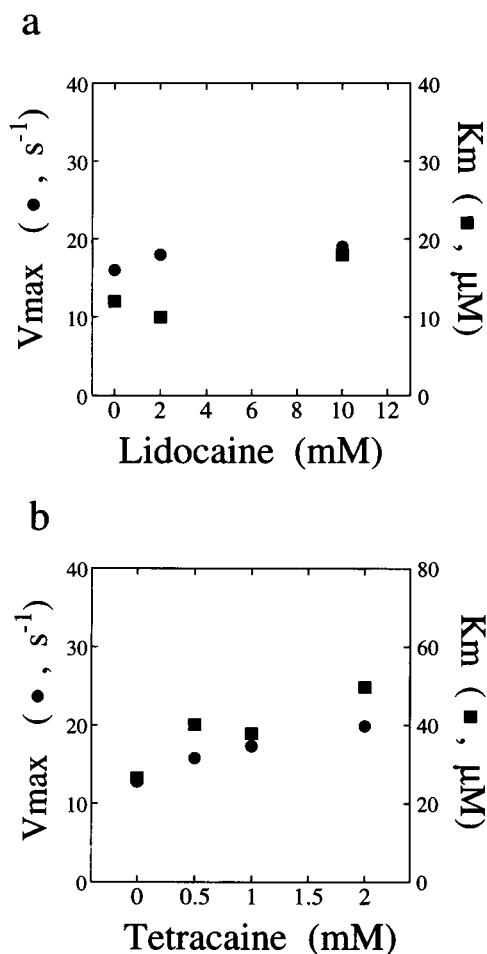 a
40 40
30 30
20 20
10 10
0 0
0 2 4 6 8 10 12
Vmax (●, s⁻¹)
Km (■, μM)
Lidocaine (mM)
b
40 80
30 60
20 40
10 20
0 0
0 0.5 1 1.5 2
Vmax (●, s⁻¹)
Km (■, μM)
Tetracaine (mM)